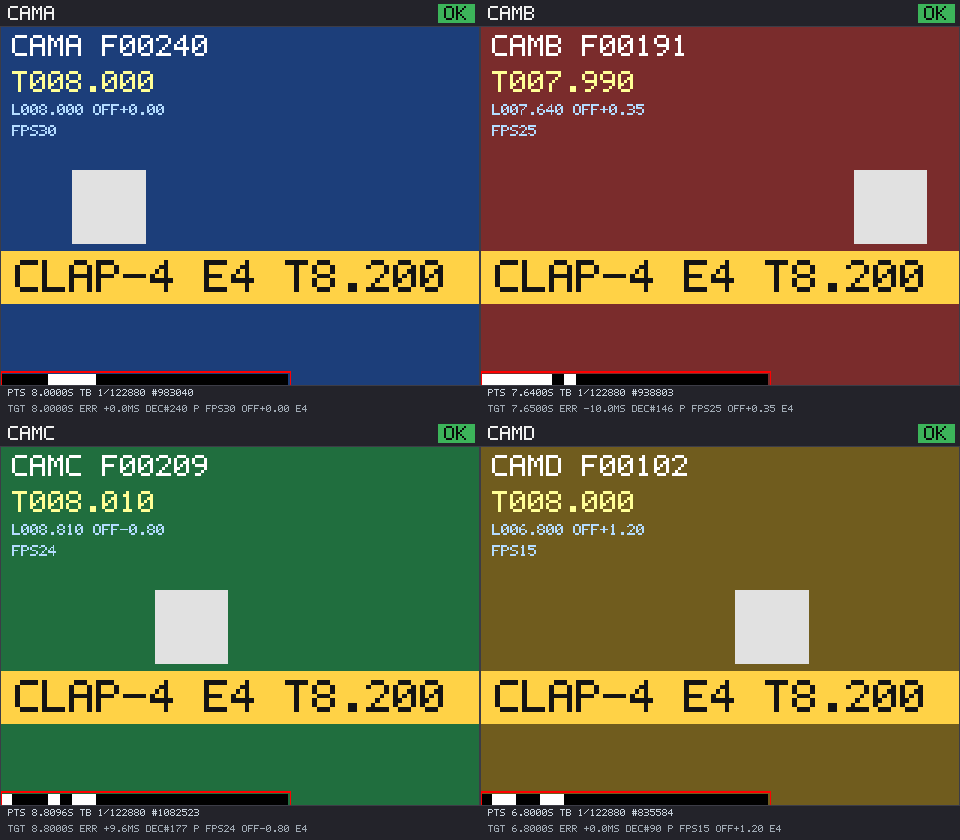 CAMA OK
CAMA F00240
T008.000
L008.000 OFF+0.00
FPS30
CLAP-4 E4 T8.200
PTS 8.0000S TB 1/122880 #983040
TGT 8.0000S ERR +0.0MS DEC#240 P FPS30 OFF+0.00 E4
CAMB OK
CAMB F00191
T007.990
L007.640 OFF+0.35
FPS25
CLAP-4 E4 T8.200
PTS 7.6400S TB 1/122880 #938803
TGT 7.6500S ERR -10.0MS DEC#146 P FPS25 OFF+0.35 E4
CAMC OK
CAMC F00209
T008.010
L008.810 OFF-0.80
FPS24
CLAP-4 E4 T8.200
PTS 8.8096S TB 1/122880 #1082523
TGT 8.8000S ERR +9.6MS DEC#177 P FPS24 OFF-0.80 E4
CAMD OK
CAMD F00102
T008.000
L006.800 OFF+1.20
FPS15
CLAP-4 E4 T8.200
PTS 6.8000S TB 1/122880 #835584
TGT 6.8000S ERR +0.0MS DEC#90 P FPS15 OFF+1.20 E4